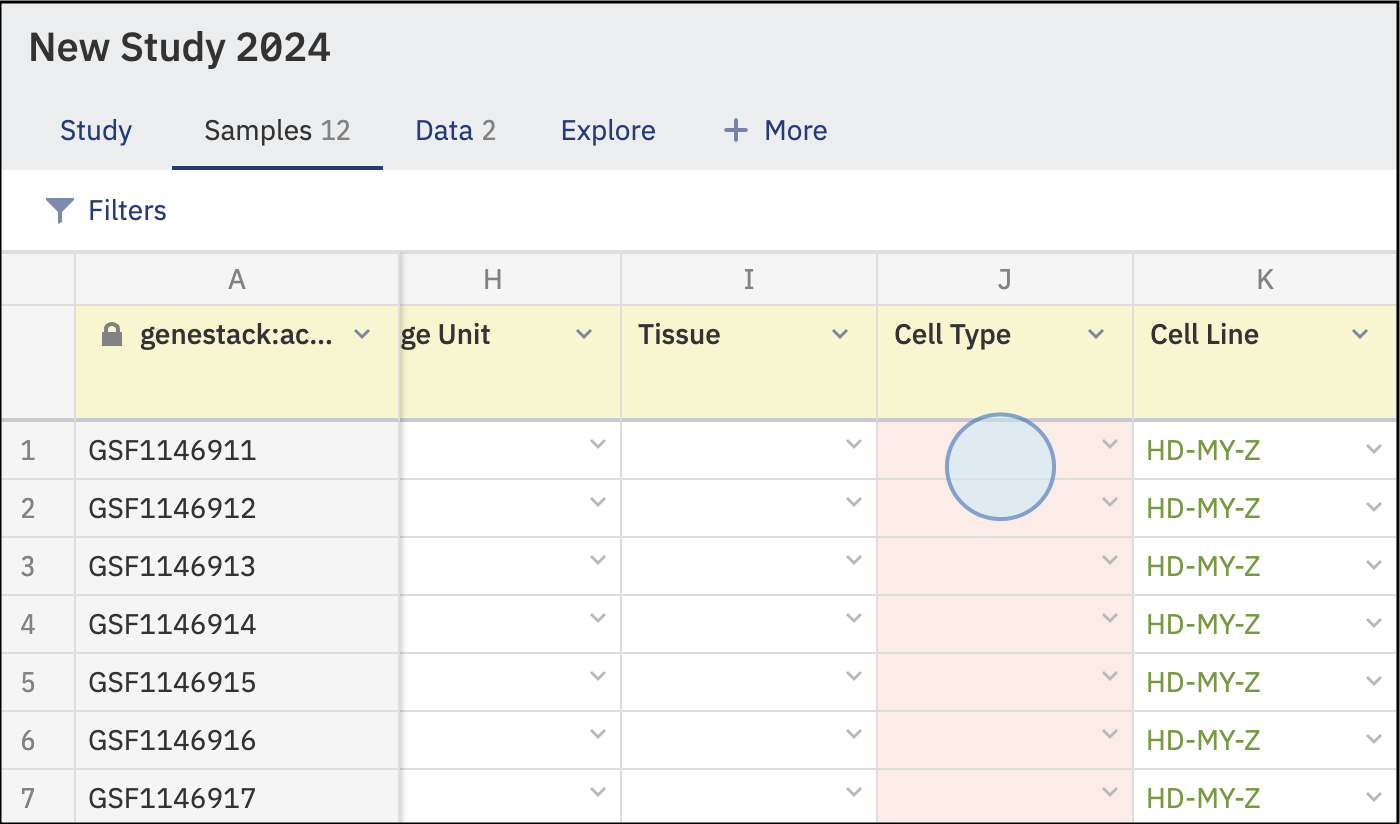 New Study 2024
Study Samples 12 Data 2 Explore + More
Filters
A H I J K
genestack:ac... ge Unit Tissue Cell Type Cell Line
1 GSF1146911 HD-MY-Z
2 GSF1146912 HD-MY-Z
3 GSF1146913 HD-MY-Z
4 GSF1146914 HD-MY-Z
5 GSF1146915 HD-MY-Z
6 GSF1146916 HD-MY-Z
7 GSF1146917 HD-MY-Z